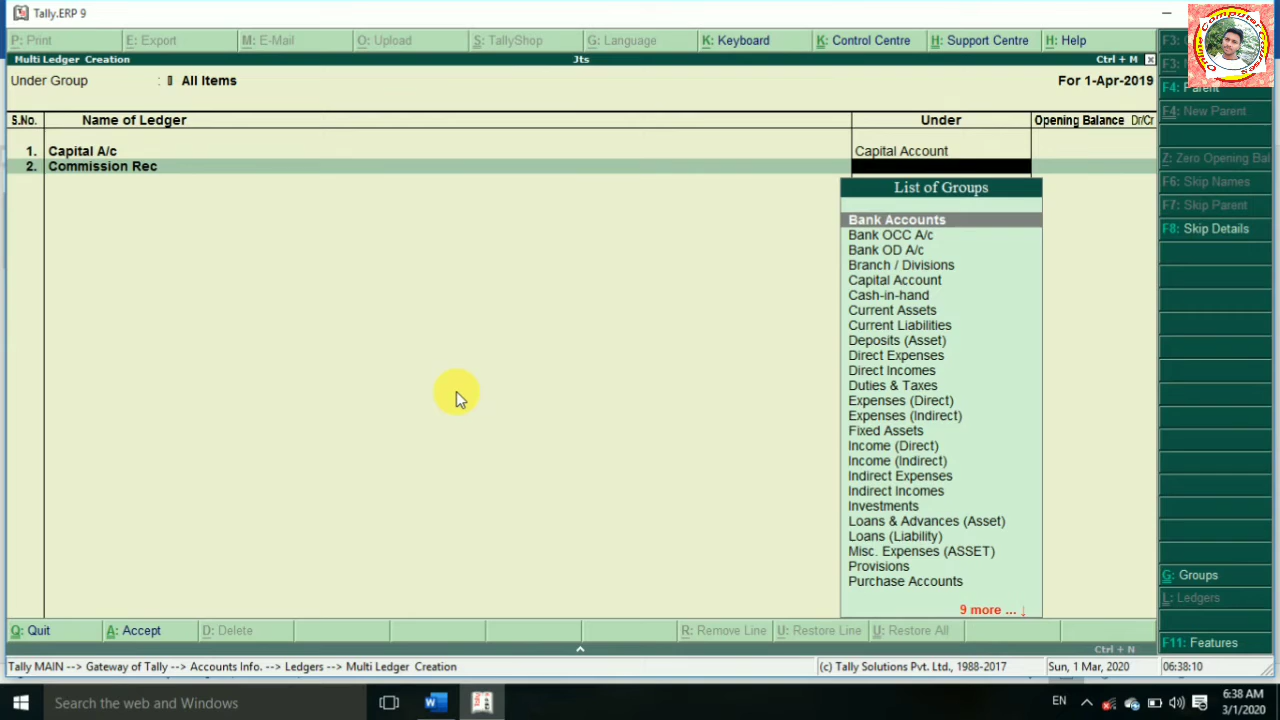 Tally.ERP 9
P: Print E: Export M: E-Mail O: Upload S: TallyShop G: Language K: Keyboard K: Control Centre H: Support Centre H: Help
Multi Ledger Creation Jts Ctrl + M
Under Group : All Items For 1-Apr-2019
S.No. Name of Ledger Under Opening Balance Dr/Cr
1. Capital A/c Capital Account
2. Commission Rec
List of Groups
Bank Accounts
Bank OCC A/c
Bank OD A/c
Branch / Divisions
Capital Account
Cash-in-hand
Current Assets
Current Liabilities
Deposits (Asset)
Direct Expenses
Direct Incomes
Duties & Taxes
Expenses (Direct)
Expenses (Indirect)
Fixed Assets
Income (Direct)
Income (Indirect)
Indirect Expenses
Indirect Incomes
Investments
Loans & Advances (Asset)
Loans (Liability)
Misc. Expenses (ASSET)
Provisions
Purchase Accounts
9 more ... ↓
Online Computer Courses
F3:
F3:
F4: Parent
F4: New Parent
Z: Zero Opening Bal
F6: Skip Names
F7: Skip Parent
F8: Skip Details
G: Groups
L: Ledgers
F11: Features
Q: Quit A: Accept D: Delete R: Remove Line U: Restore Line U: Restore All
Ctrl + N
Tally MAIN --> Gateway of Tally --> Accounts Info. --> Ledgers --> Multi Ledger Creation (c) Tally Solutions Pvt. Ltd., 1988-2017 Sun, 1 Mar, 2020 06:38:10
Search the web and Windows EN 6:38 AM
3/1/2020